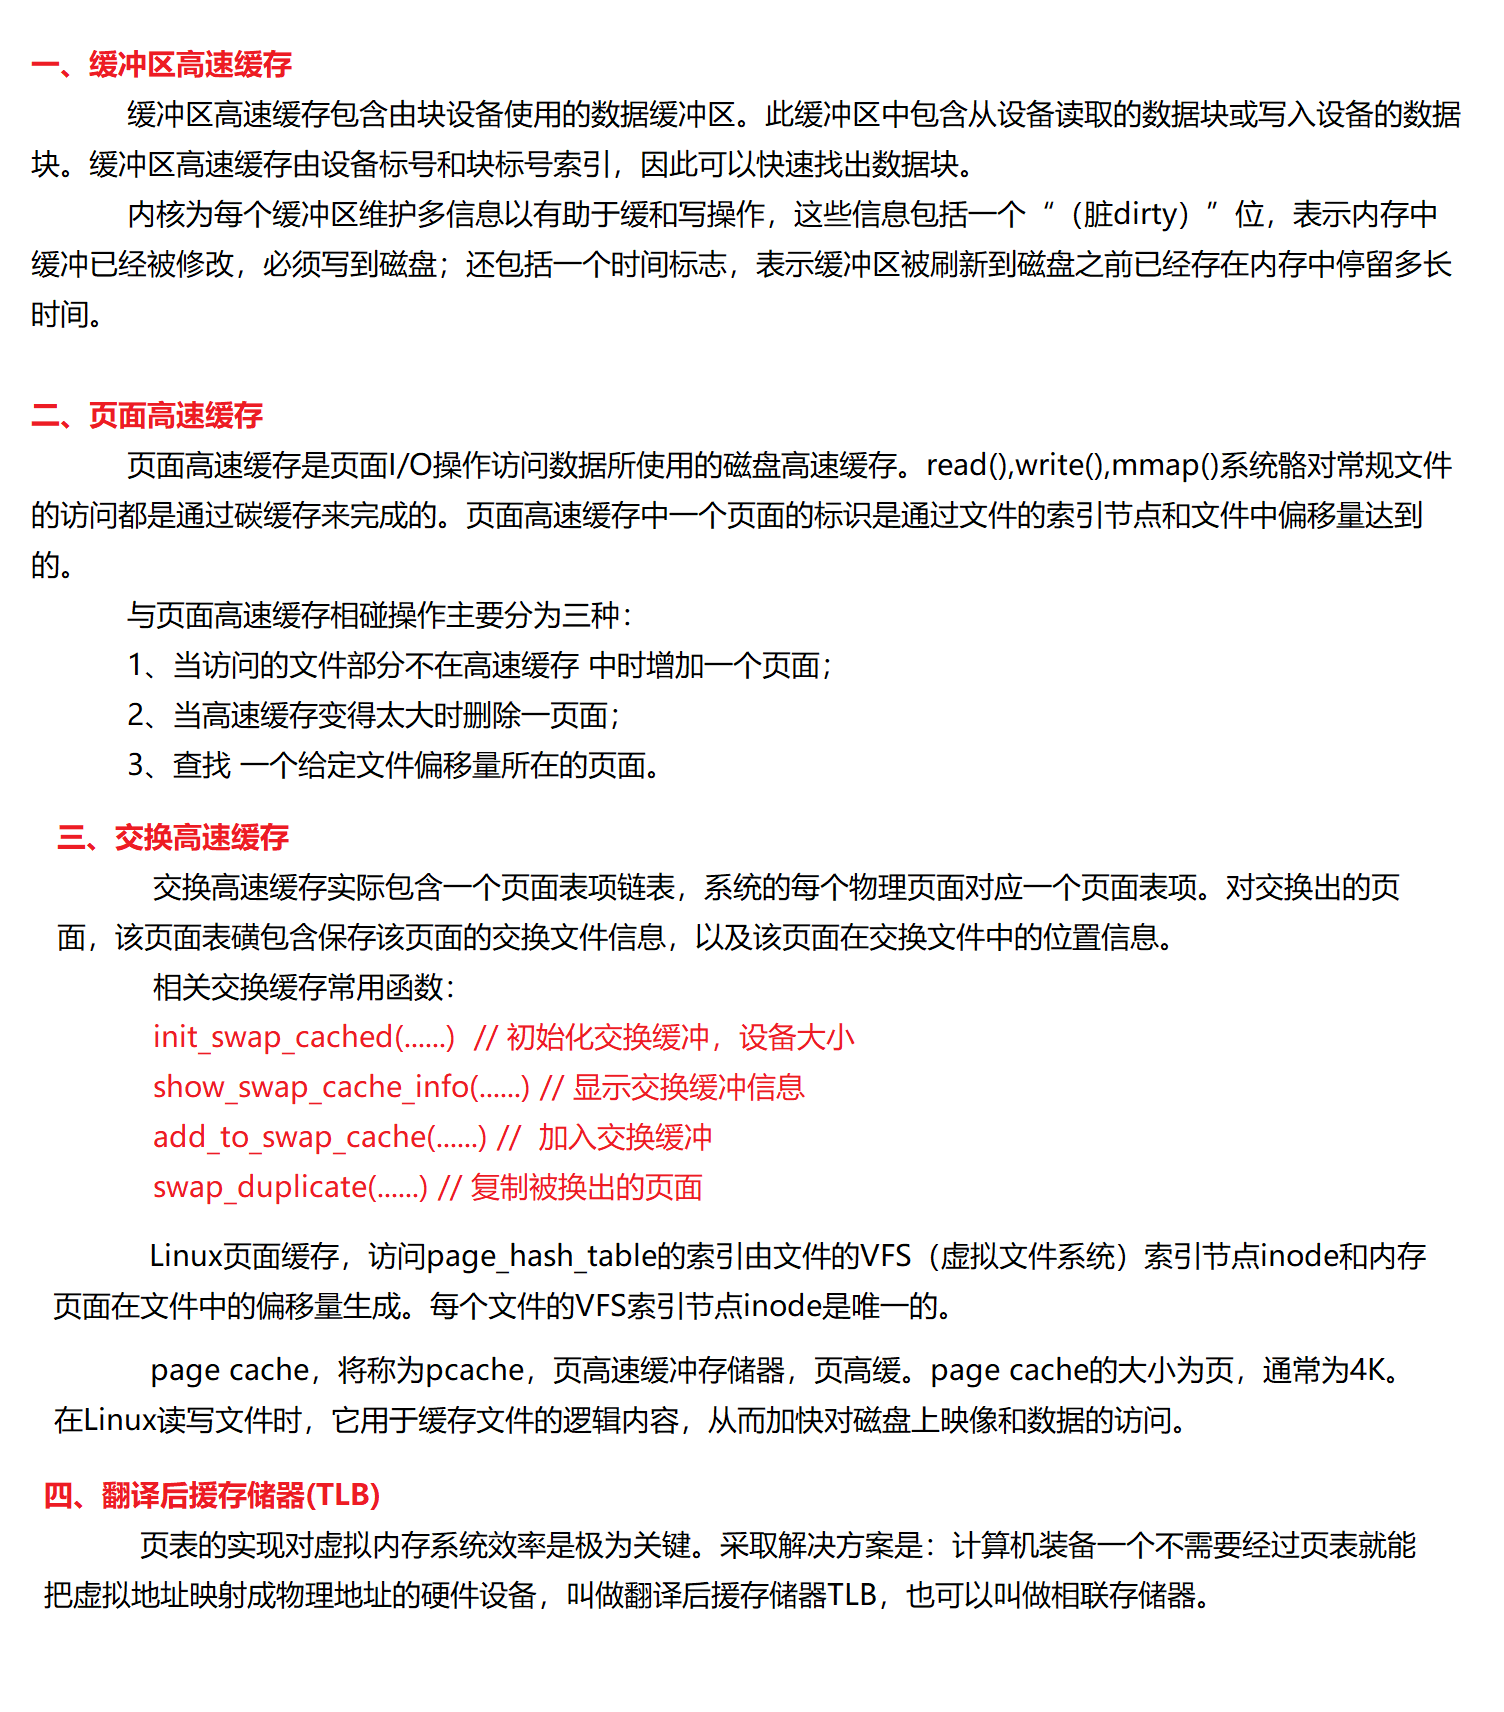 一、缓冲区高速缓存
缓冲区高速缓存包含由块设备使用的数据缓冲区。此缓冲区中包含从设备读取的数据块或写入设备的数据
块。缓冲区高速缓存由设备标号和块标号索引，因此可以快速找出数据块。
内核为每个缓冲区维护多信息以有助于缓和写操作，这些信息包括一个“（脏dirty）”位，表示内存中
缓冲已经被修改，必须写到磁盘；还包括一个时间标志，表示缓冲区被刷新到磁盘之前已经存在内存中停留多长
时间。
二、页面高速缓存
页面高速缓存是页面I/O操作访问数据所使用的磁盘高速缓存。read(),write(),mmap()系统骼对常规文件
的访问都是通过碳缓存来完成的。页面高速缓存中一个页面的标识是通过文件的索引节点和文件中偏移量达到
的。
与页面高速缓存相碰操作主要分为三种：
1、当访问的文件部分不在高速缓存 中时增加一个页面；
2、当高速缓存变得太大时删除一页面；
3、查找 一个给定文件偏移量所在的页面。
三、交换高速缓存
交换高速缓存实际包含一个页面表项链表，系统的每个物理页面对应一个页面表项。对交换出的页
面，该页面表磺包含保存该页面的交换文件信息，以及该页面在交换文件中的位置信息。
相关交换缓存常用函数：
init_swap_cached(......)  // 初始化交换缓冲，设备大小
show_swap_cache_info(......) // 显示交换缓冲信息
add_to_swap_cache(......) //  加入交换缓冲
swap_duplicate(......) // 复制被换出的页面
Linux页面缓存，访问page_hash_table的索引由文件的VFS（虚拟文件系统）索引节点inode和内存
页面在文件中的偏移量生成。每个文件的VFS索引节点inode是唯一的。
page cache，将称为pcache，页高速缓冲存储器，页高缓。page cache的大小为页，通常为4K。
在Linux读写文件时，它用于缓存文件的逻辑内容，从而加快对磁盘上映像和数据的访问。
四、翻译后援存储器(TLB)
页表的实现对虚拟内存系统效率是极为关键。采取解决方案是：计算机装备一个不需要经过页表就能
把虚拟地址映射成物理地址的硬件设备，叫做翻译后援存储器TLB，也可以叫做相联存储器。